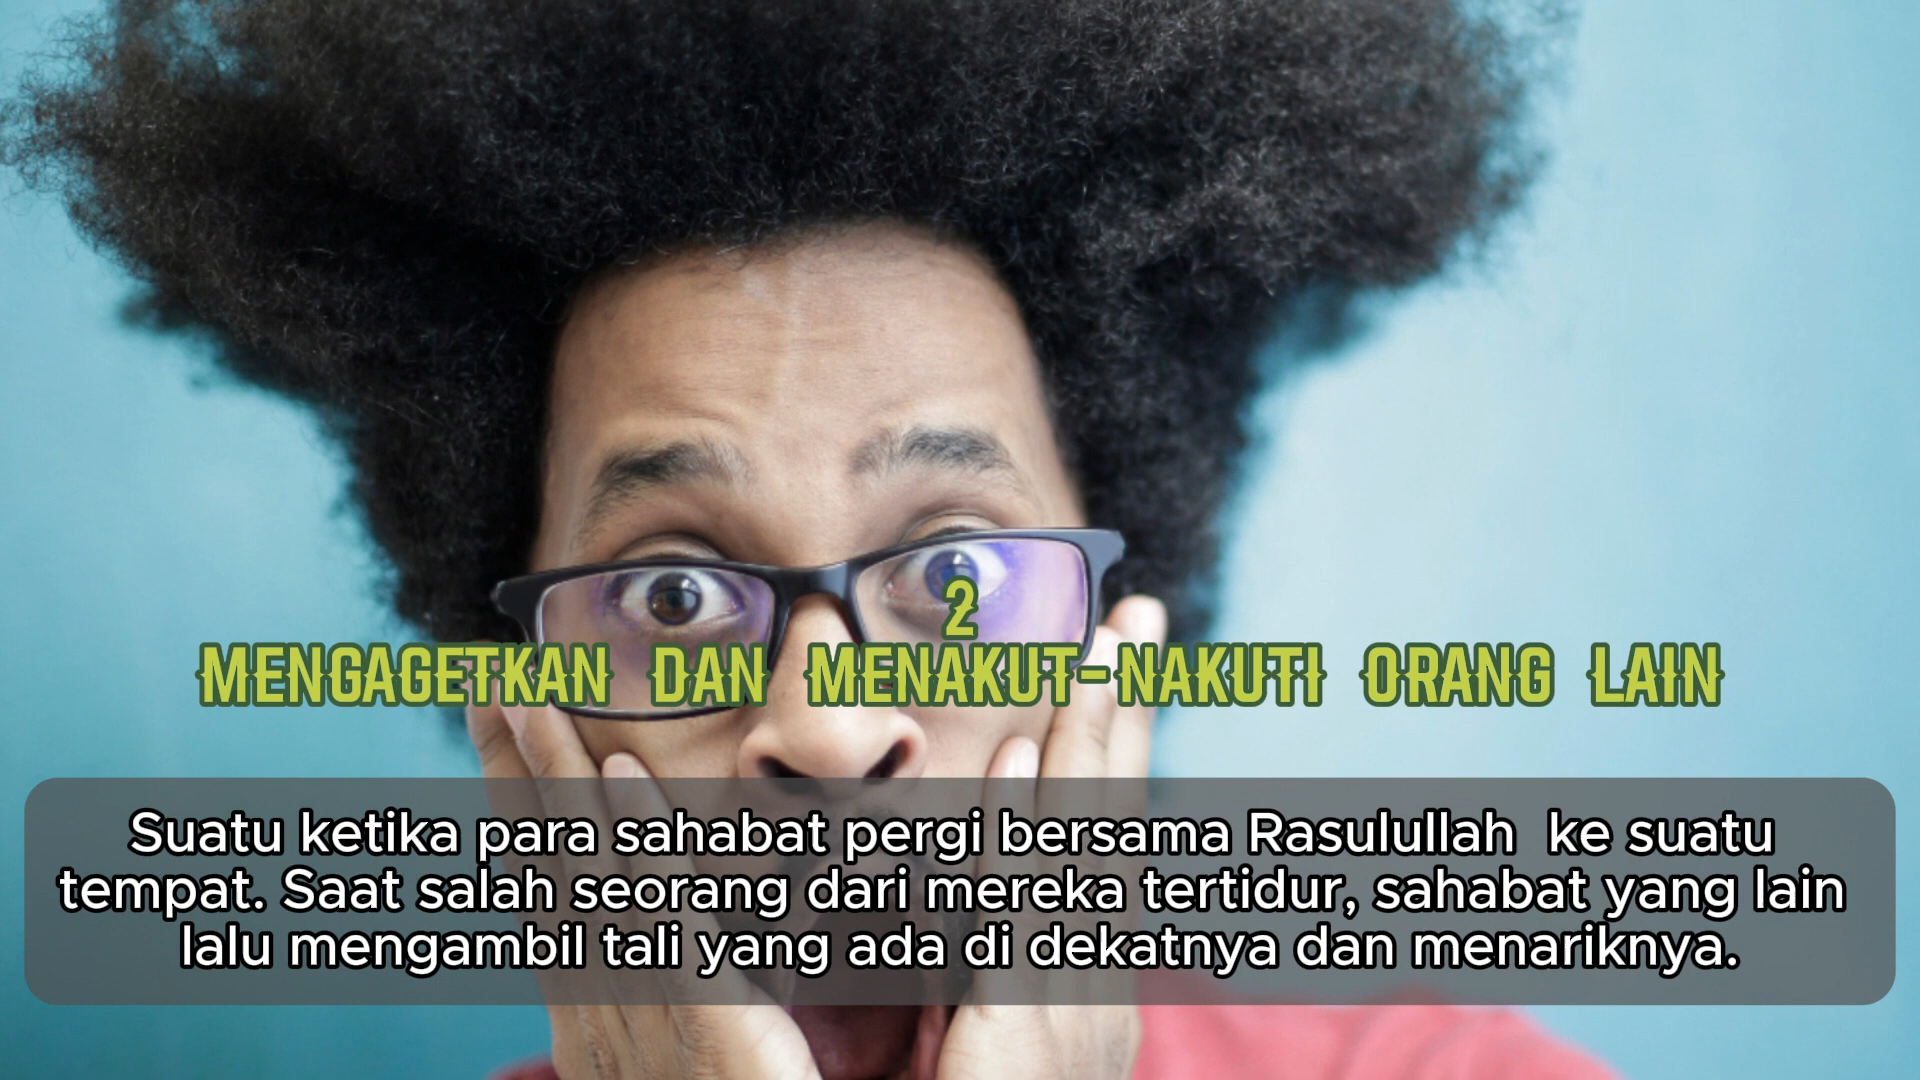 2
MENGAGETKAN DAN MENAKUT-NAKUTI ORANG LAIN
Suatu ketika para sahabat pergi bersama Rasulullah  ke suatu
tempat. Saat salah seorang dari mereka tertidur, sahabat yang lain
lalu mengambil tali yang ada di dekatnya dan menariknya.